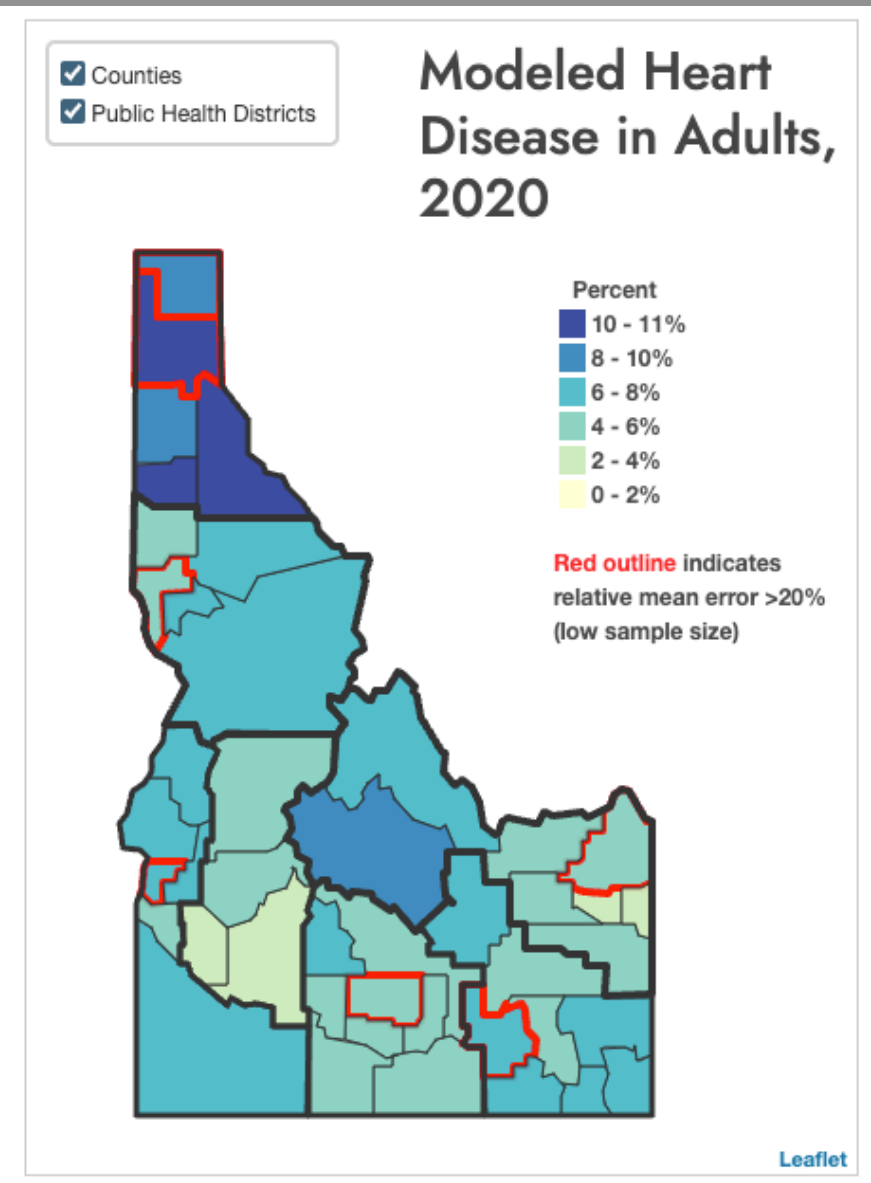 Counties
Public Health Districts
Modeled Heart
Disease in Adults,
2020
Percent
10 - 11%
8 - 10%
6 - 8%
4 - 6%
2 - 4%
0 - 2%
Red outline indicates
relative mean error >20%
(low sample size)
Leaflet